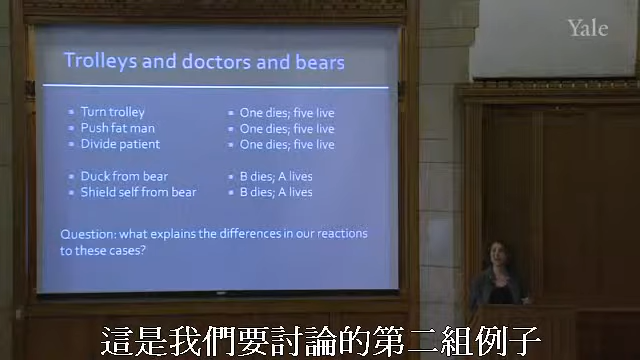 Yale
Trolleys and doctors and bears
Turn trolley
One dies; five live
Push fat man
One dies; five live
Divide patient
One dies; five live
Duck from bear
B dies; A lives
Shield self from bear
B dies; A lives
Question: what explains the differences in our reactions
to these cases?
這是我們要討論的第二組例子